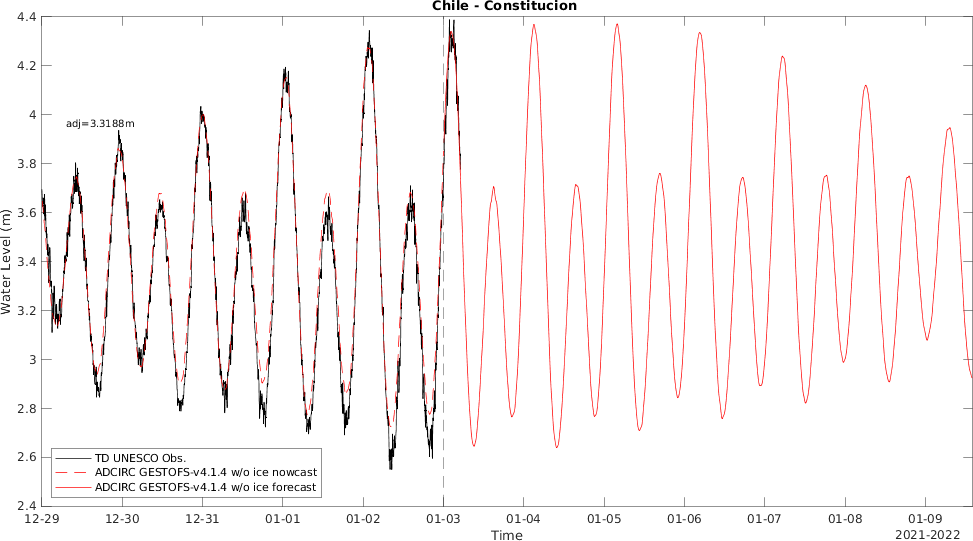 Chile - Constitucion
4.4
4.2
4
3.8
3.6
3.4
3.2
3
2.8
2.6
2.4
Water Level (m)
adj=3.3188m
TD UNESCO Obs.
ADCIRC GESTOFS-v4.1.4 w/o ice nowcast
ADCIRC GESTOFS-v4.1.4 w/o ice forecast
12-29 12-30 12-31 01-01 01-02 01-03 01-04 01-05 01-06 01-07 01-08 01-09
Time
2021-2022